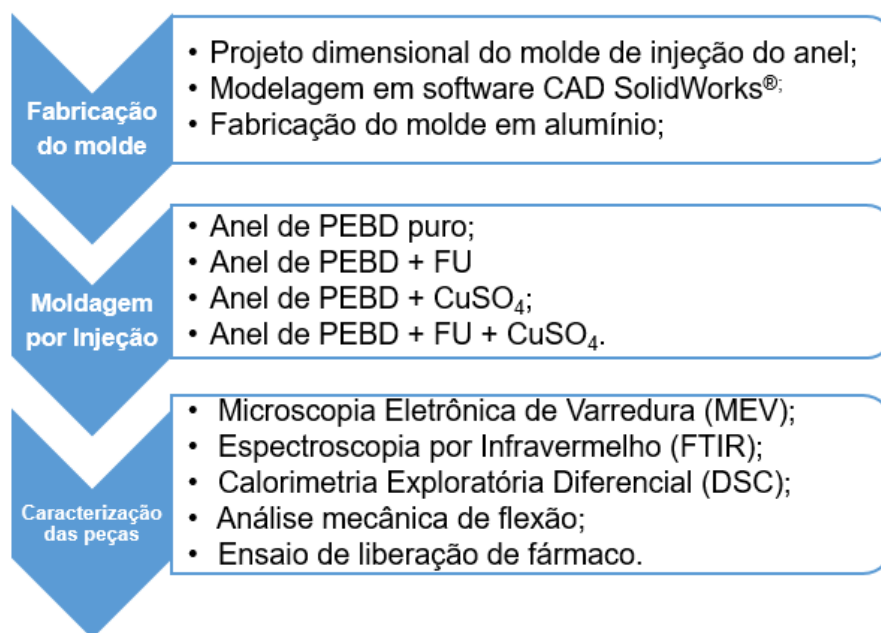 Fabricação
do molde
• Projeto dimensional do molde de injeção do anel;
• Modelagem em software CAD SolidWorks®;
• Fabricação do molde em alumínio;
Moldagem
por Injeção
• Anel de PEBD puro;
• Anel de PEBD + FU
• Anel de PEBD + CuSO₄;
• Anel de PEBD + FU + CuSO₄.
Caracterização
das peças
• Microscopia Eletrônica de Varredura (MEV);
• Espectroscopia por Infravermelho (FTIR);
• Calorimetria Exploratória Diferencial (DSC);
• Análise mecânica de flexão;
• Ensaio de liberação de fármaco.